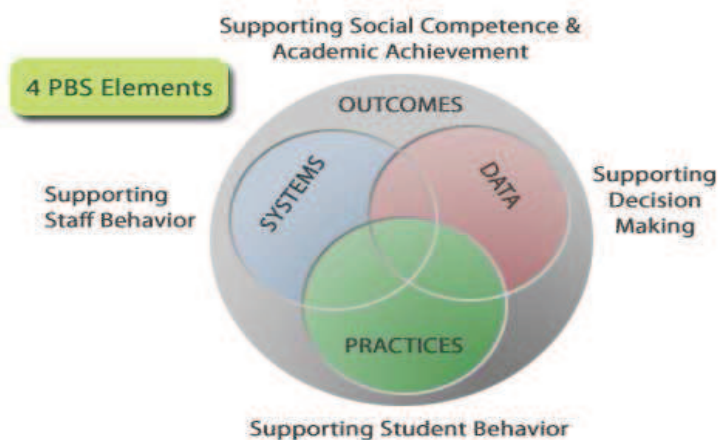 Supporting Social Competence &
Academic Achievement
4 PBS Elements
OUTCOMES
SYSTEMS
DATA
Supporting
Staff Behavior
Supporting
Decision
Making
PRACTICES
Supporting Student Behavior